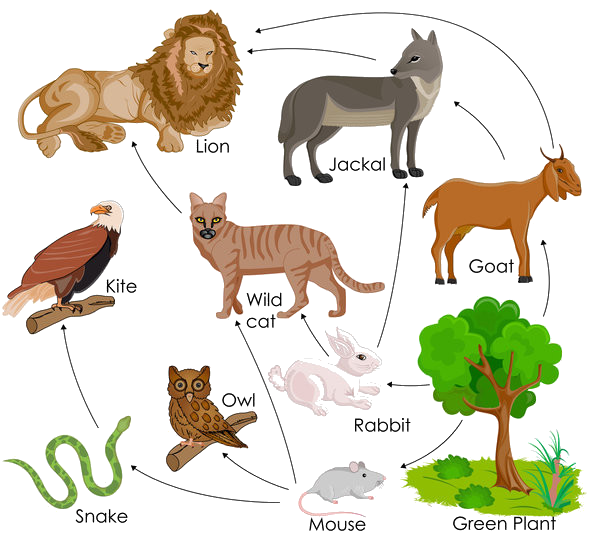 Lion
Jackal
Goat
Kite
Wild
cat
Owl
Rabbit
Snake
Mouse
Green Plant